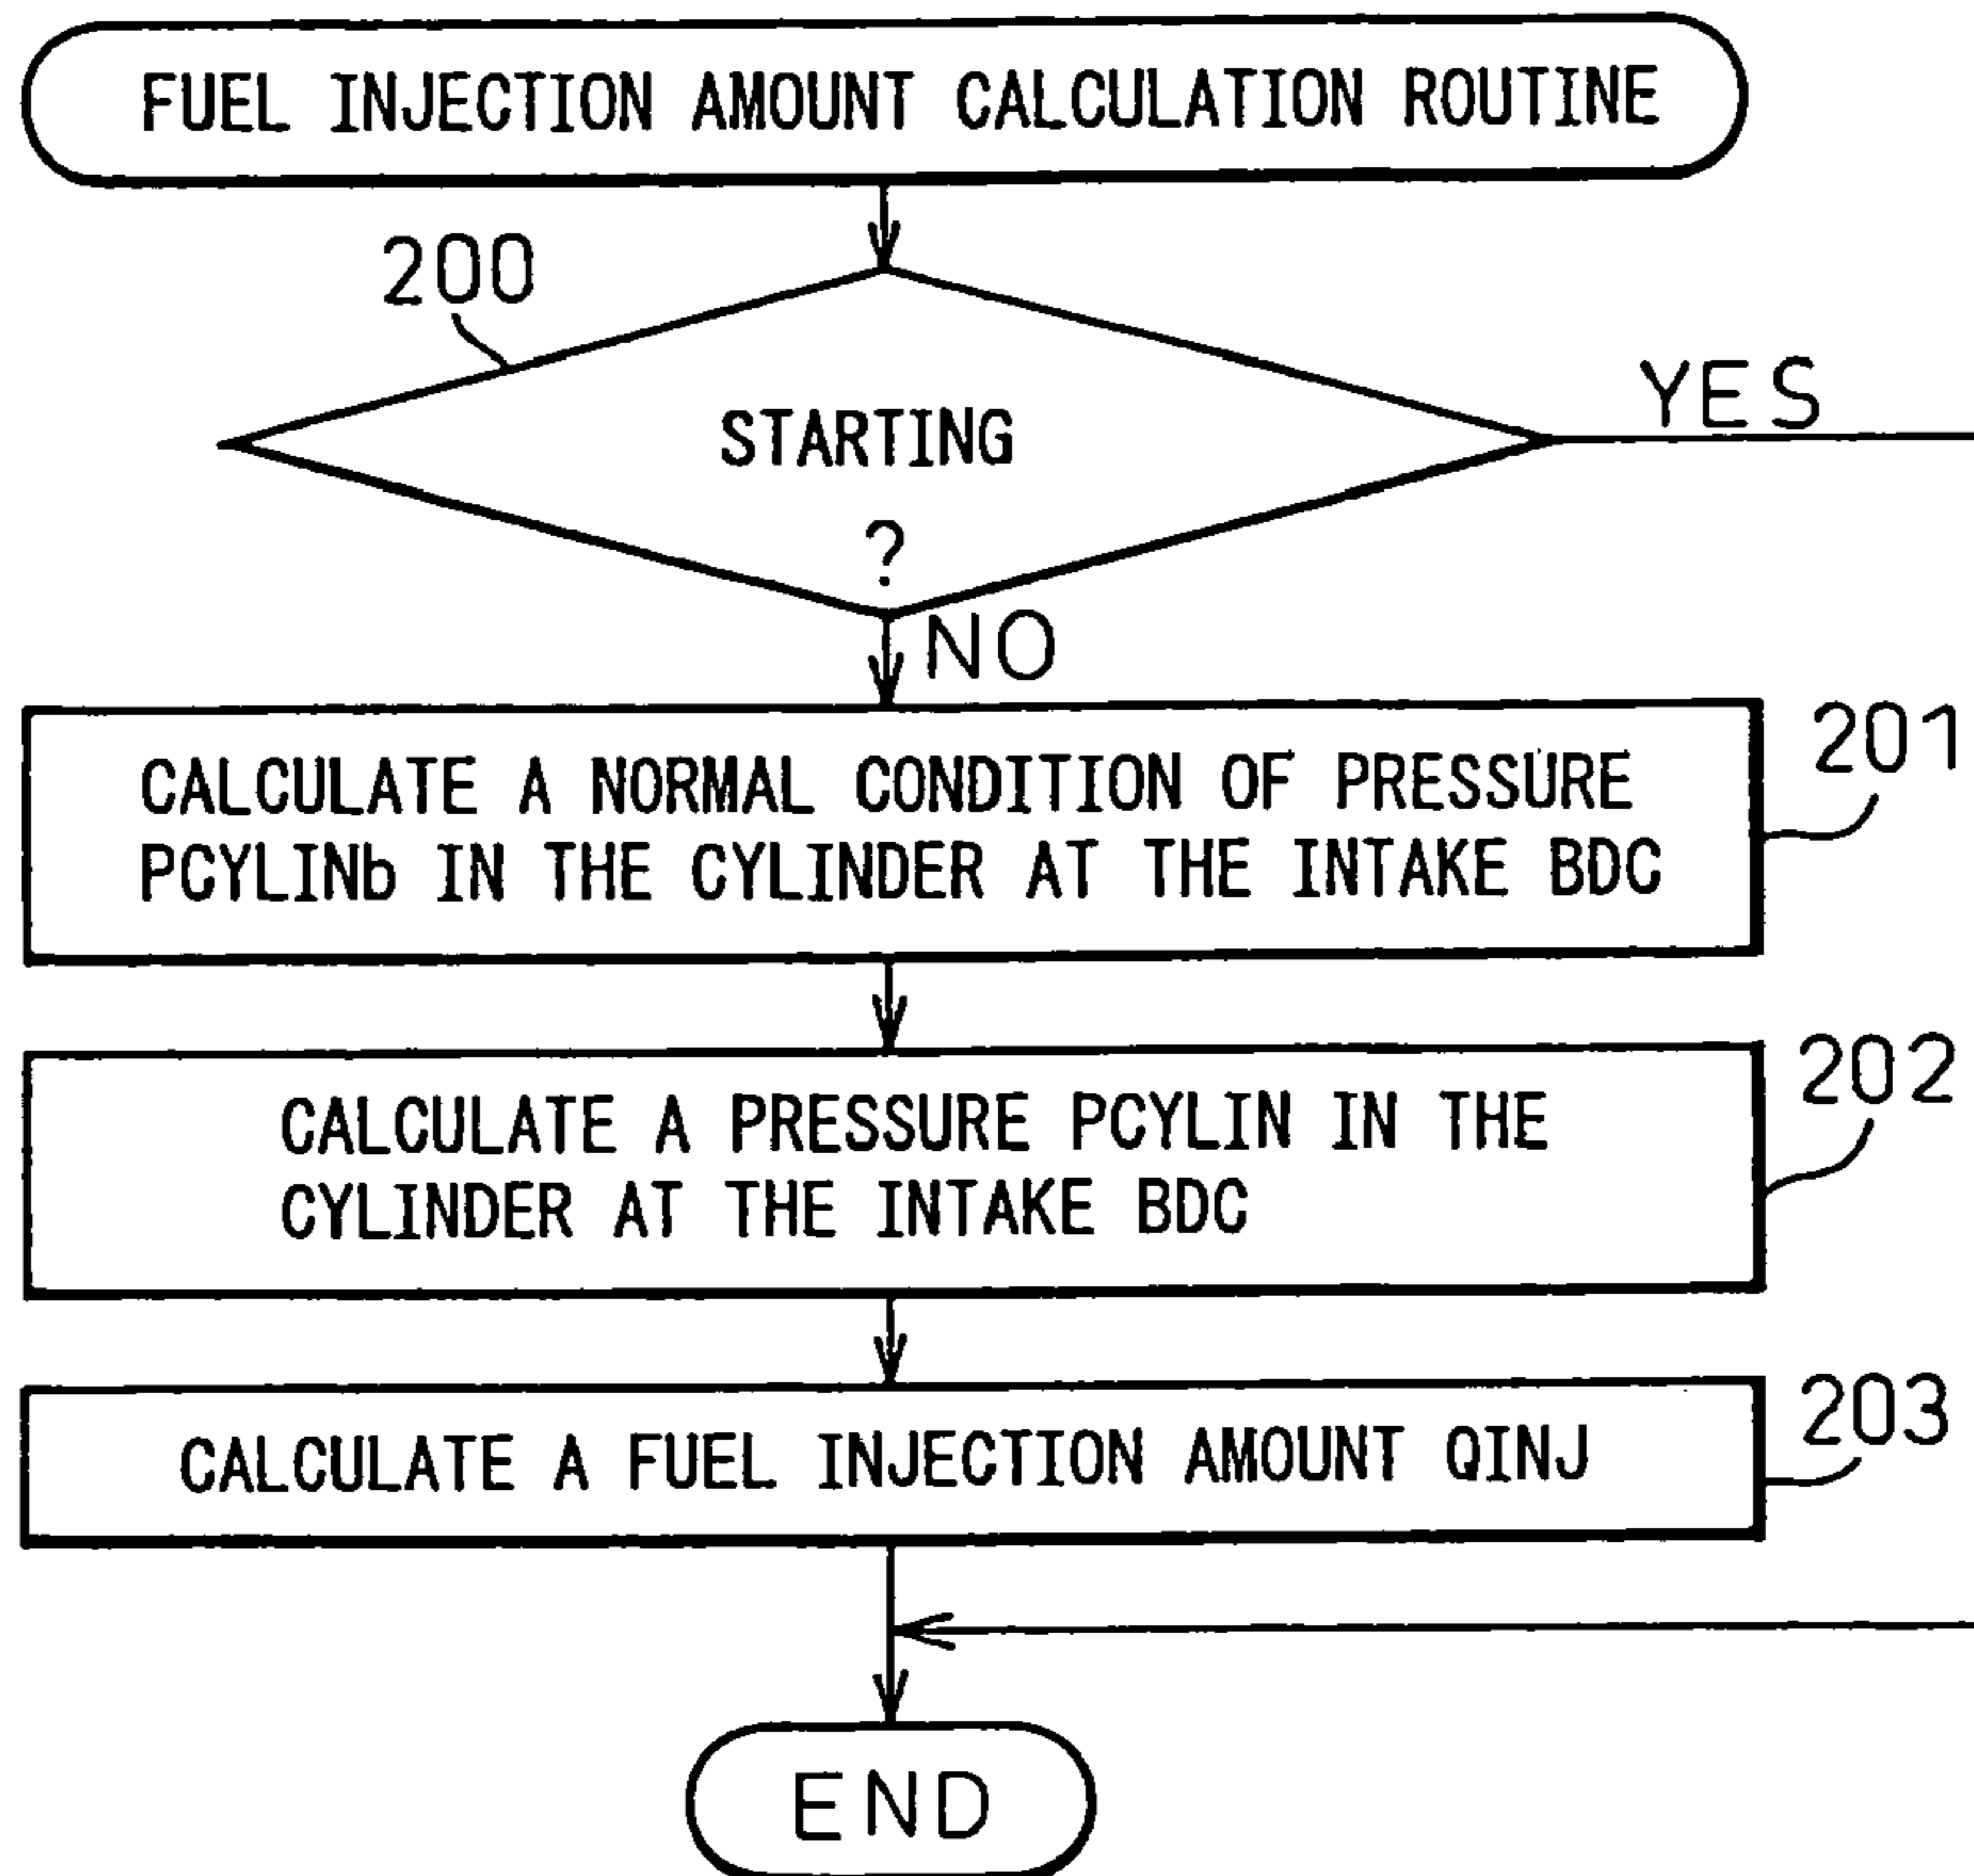 FUEL INJECTION AMOUNT CALCULATION ROUTINE
200
YES
STARTING
?
NO
201
CALCULATE A NORMAL CONDITION OF PRESSURE
PCYLINb IN THE CYLINDER AT THE INTAKE BDC
202
CALCULATE A PRESSURE PCYLIN IN THE
CYLINDER AT THE INTAKE BDC
203
CALCULATE A FUEL INJECTION AMOUNT QINJ
END